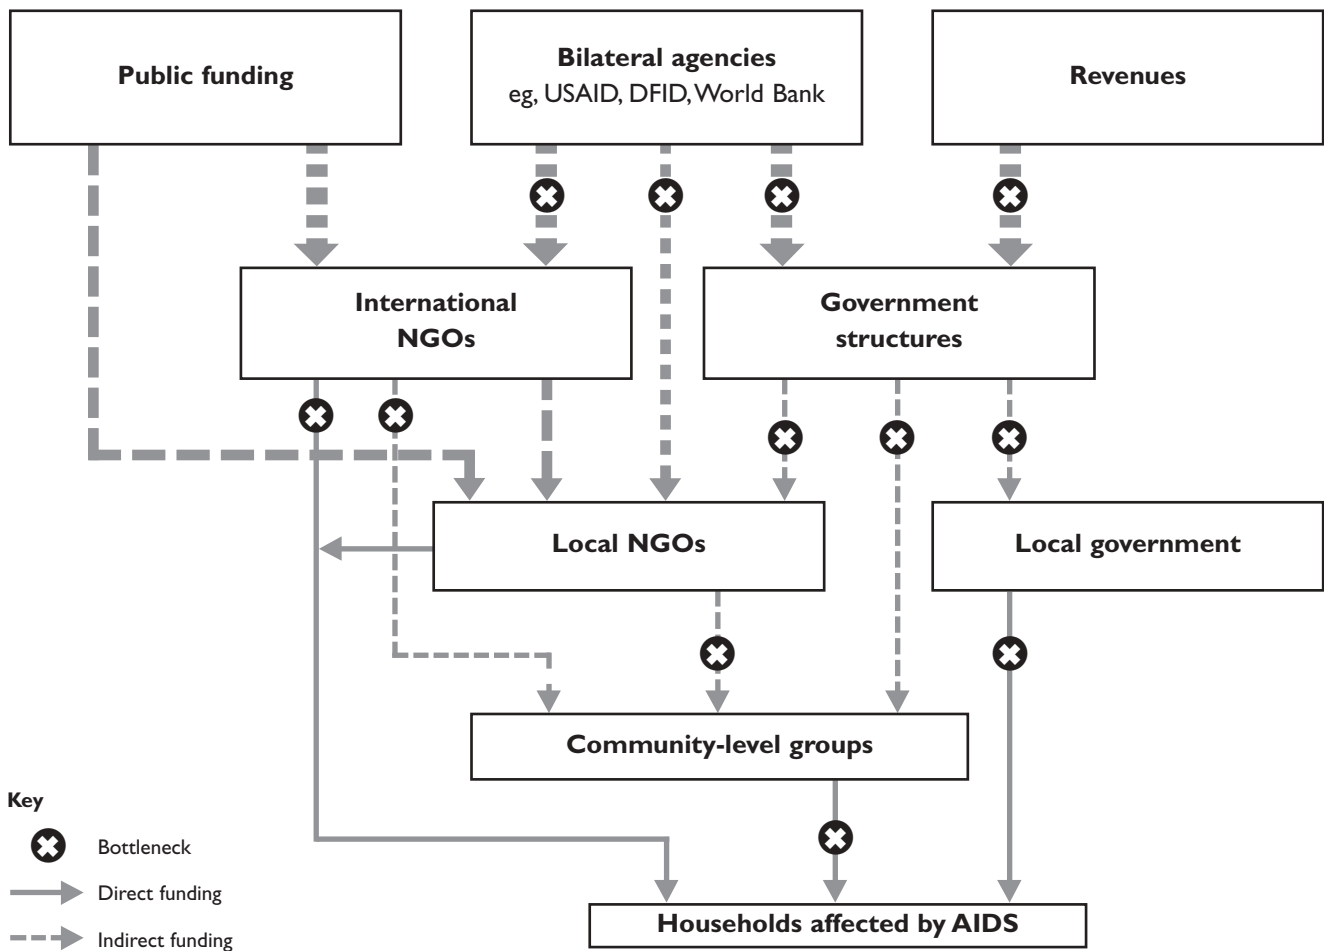 Public funding
Bilateral agencies
eg, USAID, DFID, World Bank
Revenues
International
NGOs
Government
structures
Local NGOs
Local government
Community-level groups
Key
Bottleneck
Direct funding
Households affected by AIDS
Indirect funding